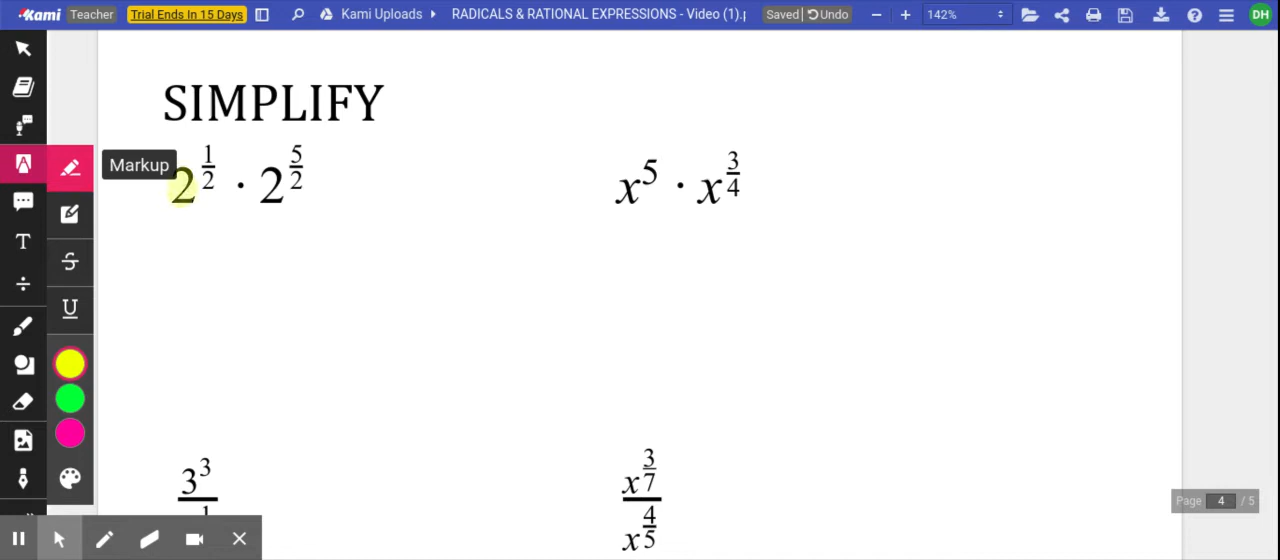 Kami Teacher Trial Ends In 15 Days Kami Uploads RADICALS & RATIONAL EXPRESSIONS - Video (1).p Saved Undo 142% DH
SIMPLIFY
Markup
2^{1/2} · 2^{5/2}
x^5 · x^{3/4}
3^3
1
x^{3/7}
x^{4/5}
Page 4 / 5